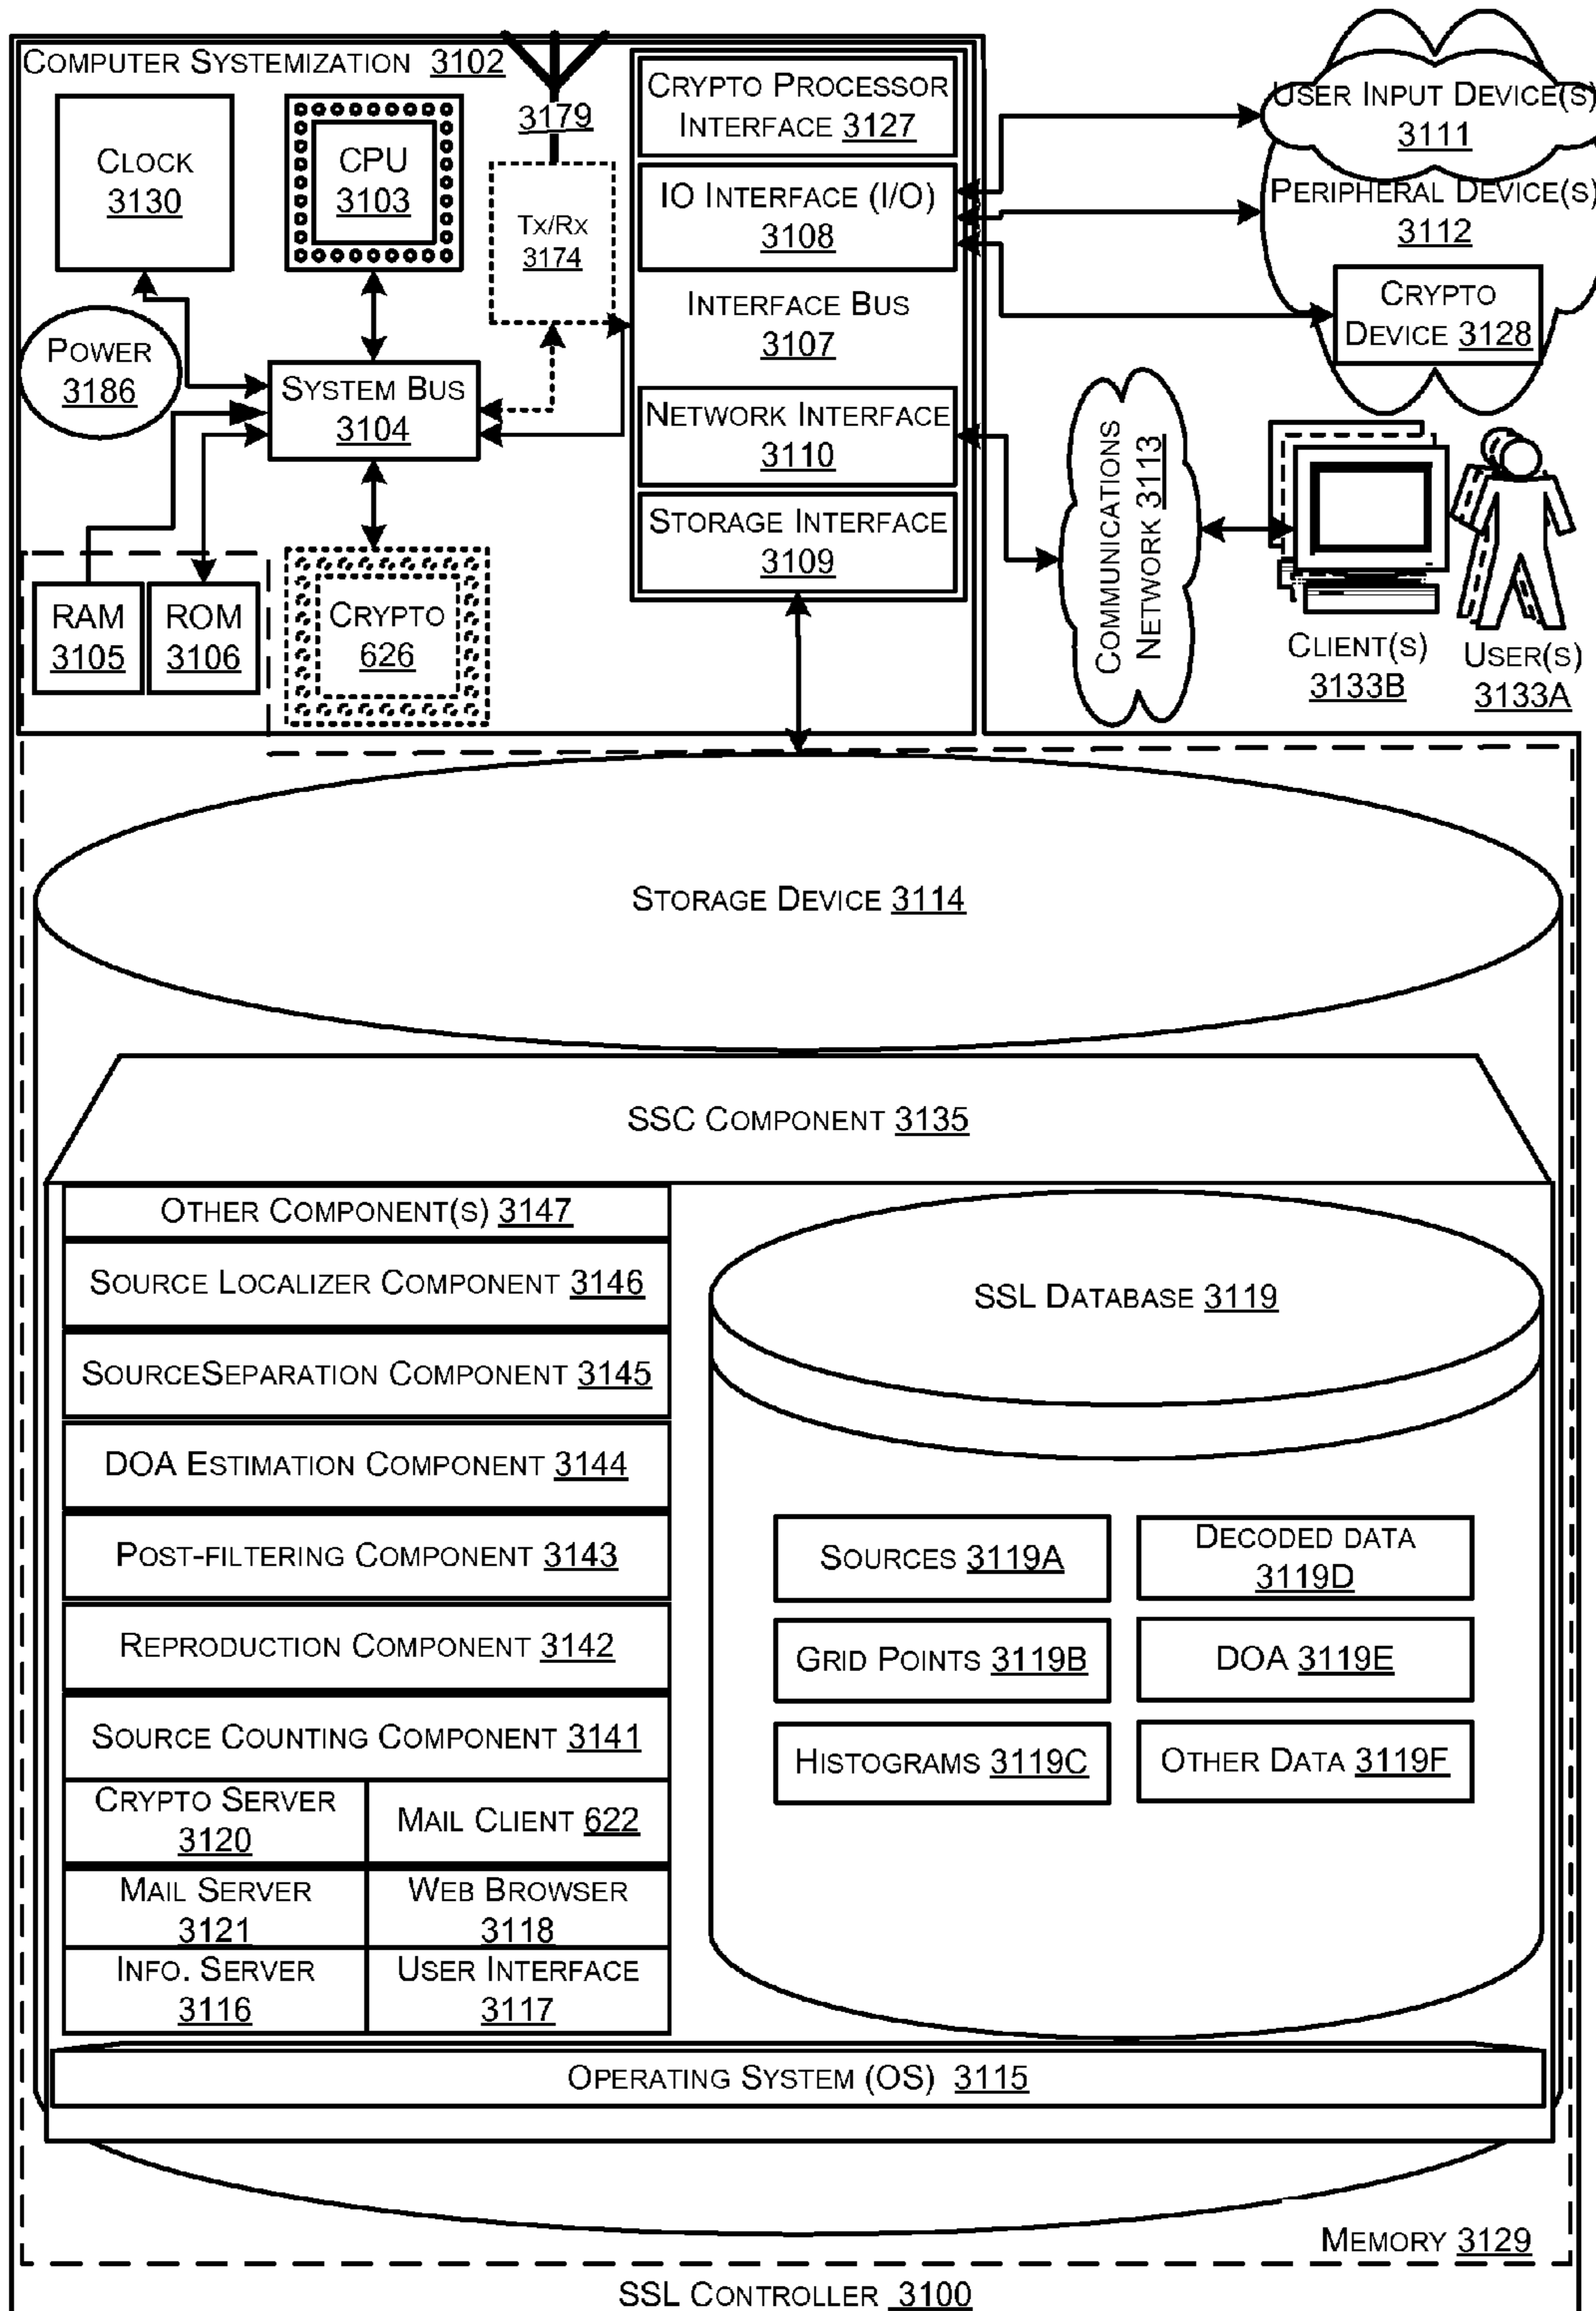 COMPUTER SYSTEMIZATION 3102
CLOCK
3130
CPU
3103
3179
TX/RX
3174
POWER
3186
SYSTEM BUS
3104
RAM
3105
ROM
3106
CRYPTO
626
CRYPTO PROCESSOR
INTERFACE 3127
IO INTERFACE (I/O)
3108
INTERFACE BUS
3107
NETWORK INTERFACE
3110
STORAGE INTERFACE
3109
USER INPUT DEVICE(S)
3111
PERIPHERAL DEVICE(S)
3112
CRYPTO
DEVICE 3128
COMMUNICATIONS
NETWORK 3113
CLIENT(S)
3133B
USER(S)
3133A
STORAGE DEVICE 3114
SSC COMPONENT 3135
OTHER COMPONENT(S) 3147
SOURCE LOCALIZER COMPONENT 3146
SOURCESEPARATION COMPONENT 3145
DOA ESTIMATION COMPONENT 3144
POST-FILTERING COMPONENT 3143
REPRODUCTION COMPONENT 3142
SOURCE COUNTING COMPONENT 3141
CRYPTO SERVER
3120
MAIL CLIENT 622
MAIL SERVER
3121
WEB BROWSER
3118
INFO. SERVER
3116
USER INTERFACE
3117
SSL DATABASE 3119
SOURCES 3119A
DECODED DATA
3119D
GRID POINTS 3119B
DOA 3119E
HISTOGRAMS 3119C
OTHER DATA 3119F
OPERATING SYSTEM (OS) 3115
MEMORY 3129
SSL CONTROLLER 3100